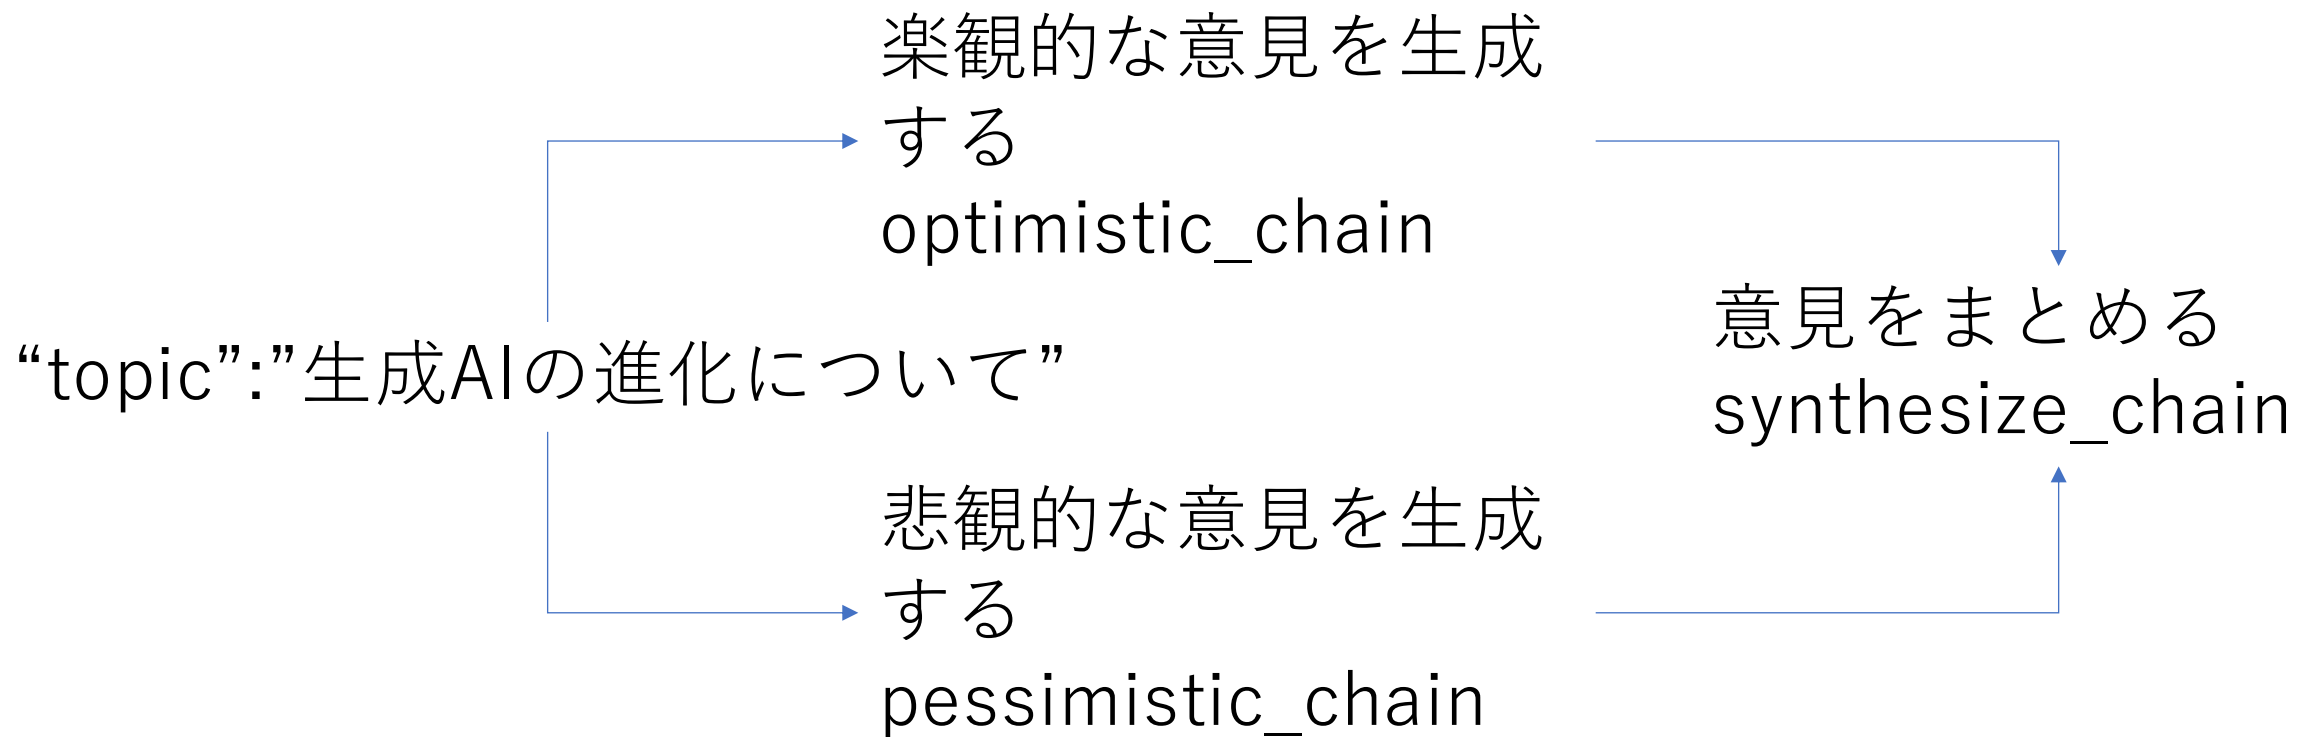 楽観的な意見を生成
する
optimistic_chain
“topic”:”生成AIの進化について”
意見をまとめる
synthesize_chain
悲観的な意見を生成
する
pessimistic_chain